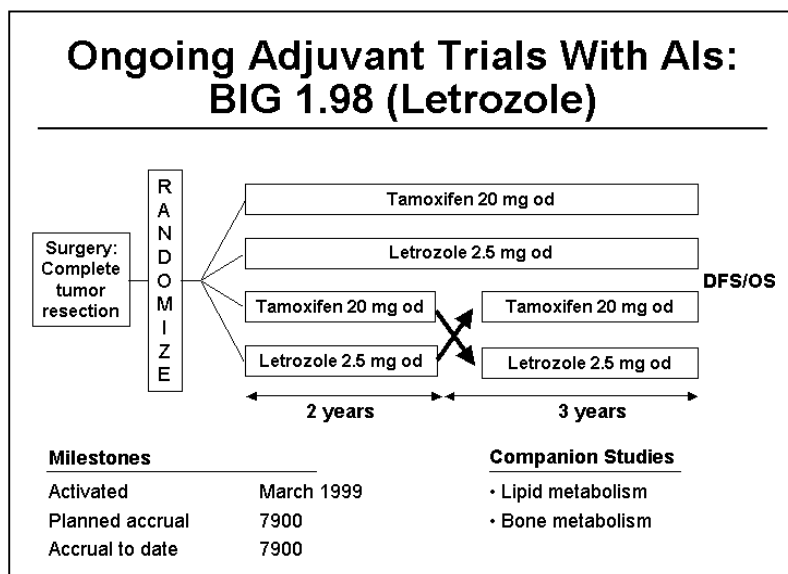 Ongoing Adjuvant Trials With AIs:
BIG 1.98 (Letrozole)
Surgery:
Complete
tumor
resection
R
A
N
D
O
M
I
Z
E
Tamoxifen 20 mg od
Letrozole 2.5 mg od
Tamoxifen 20 mg od
Letrozole 2.5 mg od
Tamoxifen 20 mg od
Letrozole 2.5 mg od
DFS/OS
2 years
3 years
Milestones
Activated March 1999
Planned accrual 7900
Accrual to date 7900
Companion Studies
• Lipid metabolism
• Bone metabolism